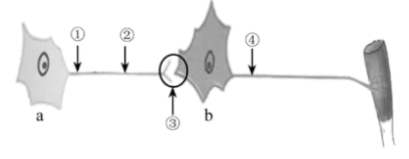 ① ② ④
a b
③